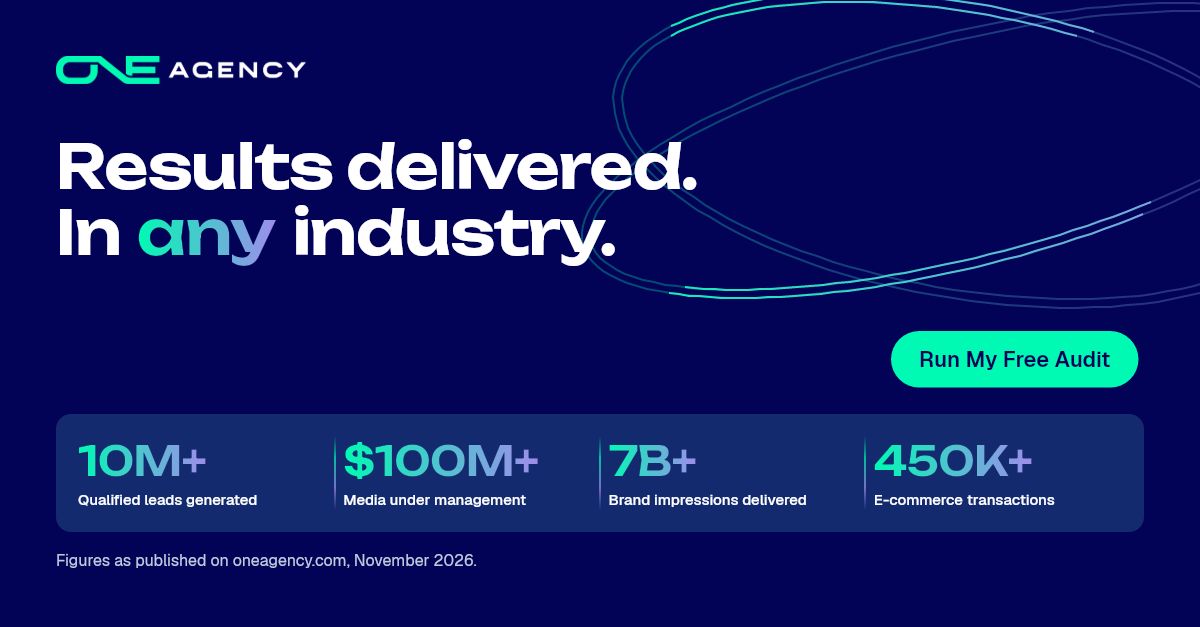 ONE AGENCY
Results delivered.
In any industry.
Run My Free Audit
10M+
Qualified leads generated
$100M+
Media under management
7B+
Brand impressions delivered
450K+
E-commerce transactions
Figures as published on oneagency.com, November 2026.